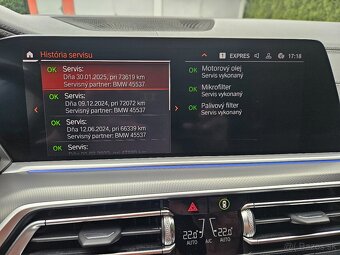 História servisu
EXPRES
17:18
OK Servis:
Dňa 30.01.2025, pri 73619 km
Servisný partner: BMW 45537
OK Servis:
Dňa 09.12.2024, pri 72072 km
Servisný partner: BMW 45537
OK Servis:
Dňa 12.06.2024, pri 66339 km
Servisný partner: BMW 45537
OK Servis:
OK Motorový olej
Servis vykonaný
OK Mikrofilter
Servis vykonaný
OK Palivový filter
Servis vykonaný
22.0
AUTO
A/C
22.0
AUTO